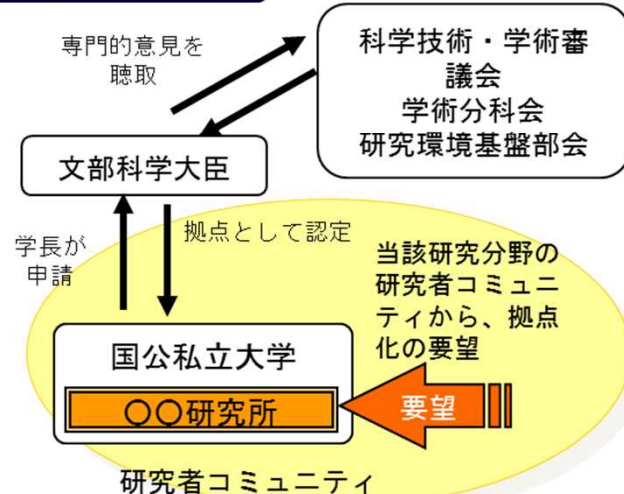 専門的意見を
聴取
科学技術・学術審
議会
学術分科会
研究環境基盤部会
文部科学大臣
学長が
申請
拠点として認定
当該研究分野の
研究者コミュニ
ティから、拠点
化の要望
国公私立大学
〇〇研究所
要望
研究者コミュニティ